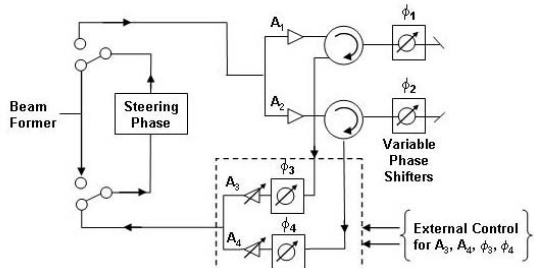 A1
ϕ1
Beam
Former
Steering
Phase
A2
ϕ2
Variable
Phase
Shifters
A3
ϕ3
A4
ϕ4
External Control
for A3, A4, ϕ3, ϕ4